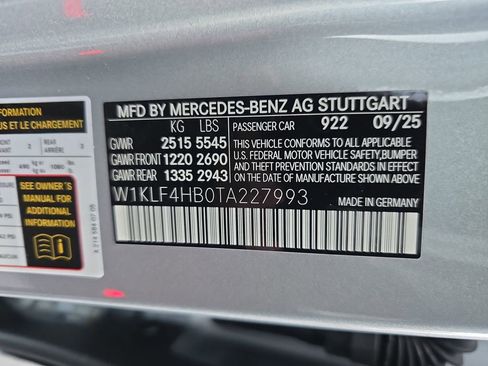 NFORMATION
US ET LE CHARGEMENT
SEE OWNER'S
MANUAL FOR
ADDITIONAL
INFORMATION
MFD BY MERCEDES-BENZ AG STUTTGART
KG LBS PASSENGER CAR 922 09/25
GVWR 2515 5545
GAWR FRONT 1220 2690
GAWR REAR 1335 2943
THIS VEHICLE CONFORMS TO ALL APPLICABLE
U.S. FEDERAL MOTOR VEHICLE SAFETY, BUMPER
AND THEFT PREVENTION STANDARDS IN EFFECT
ON THE DATE OF MANUFACTURE SHOWN ABOVE.
W1KLF4HB0TA227993
MADE IN GERMANY